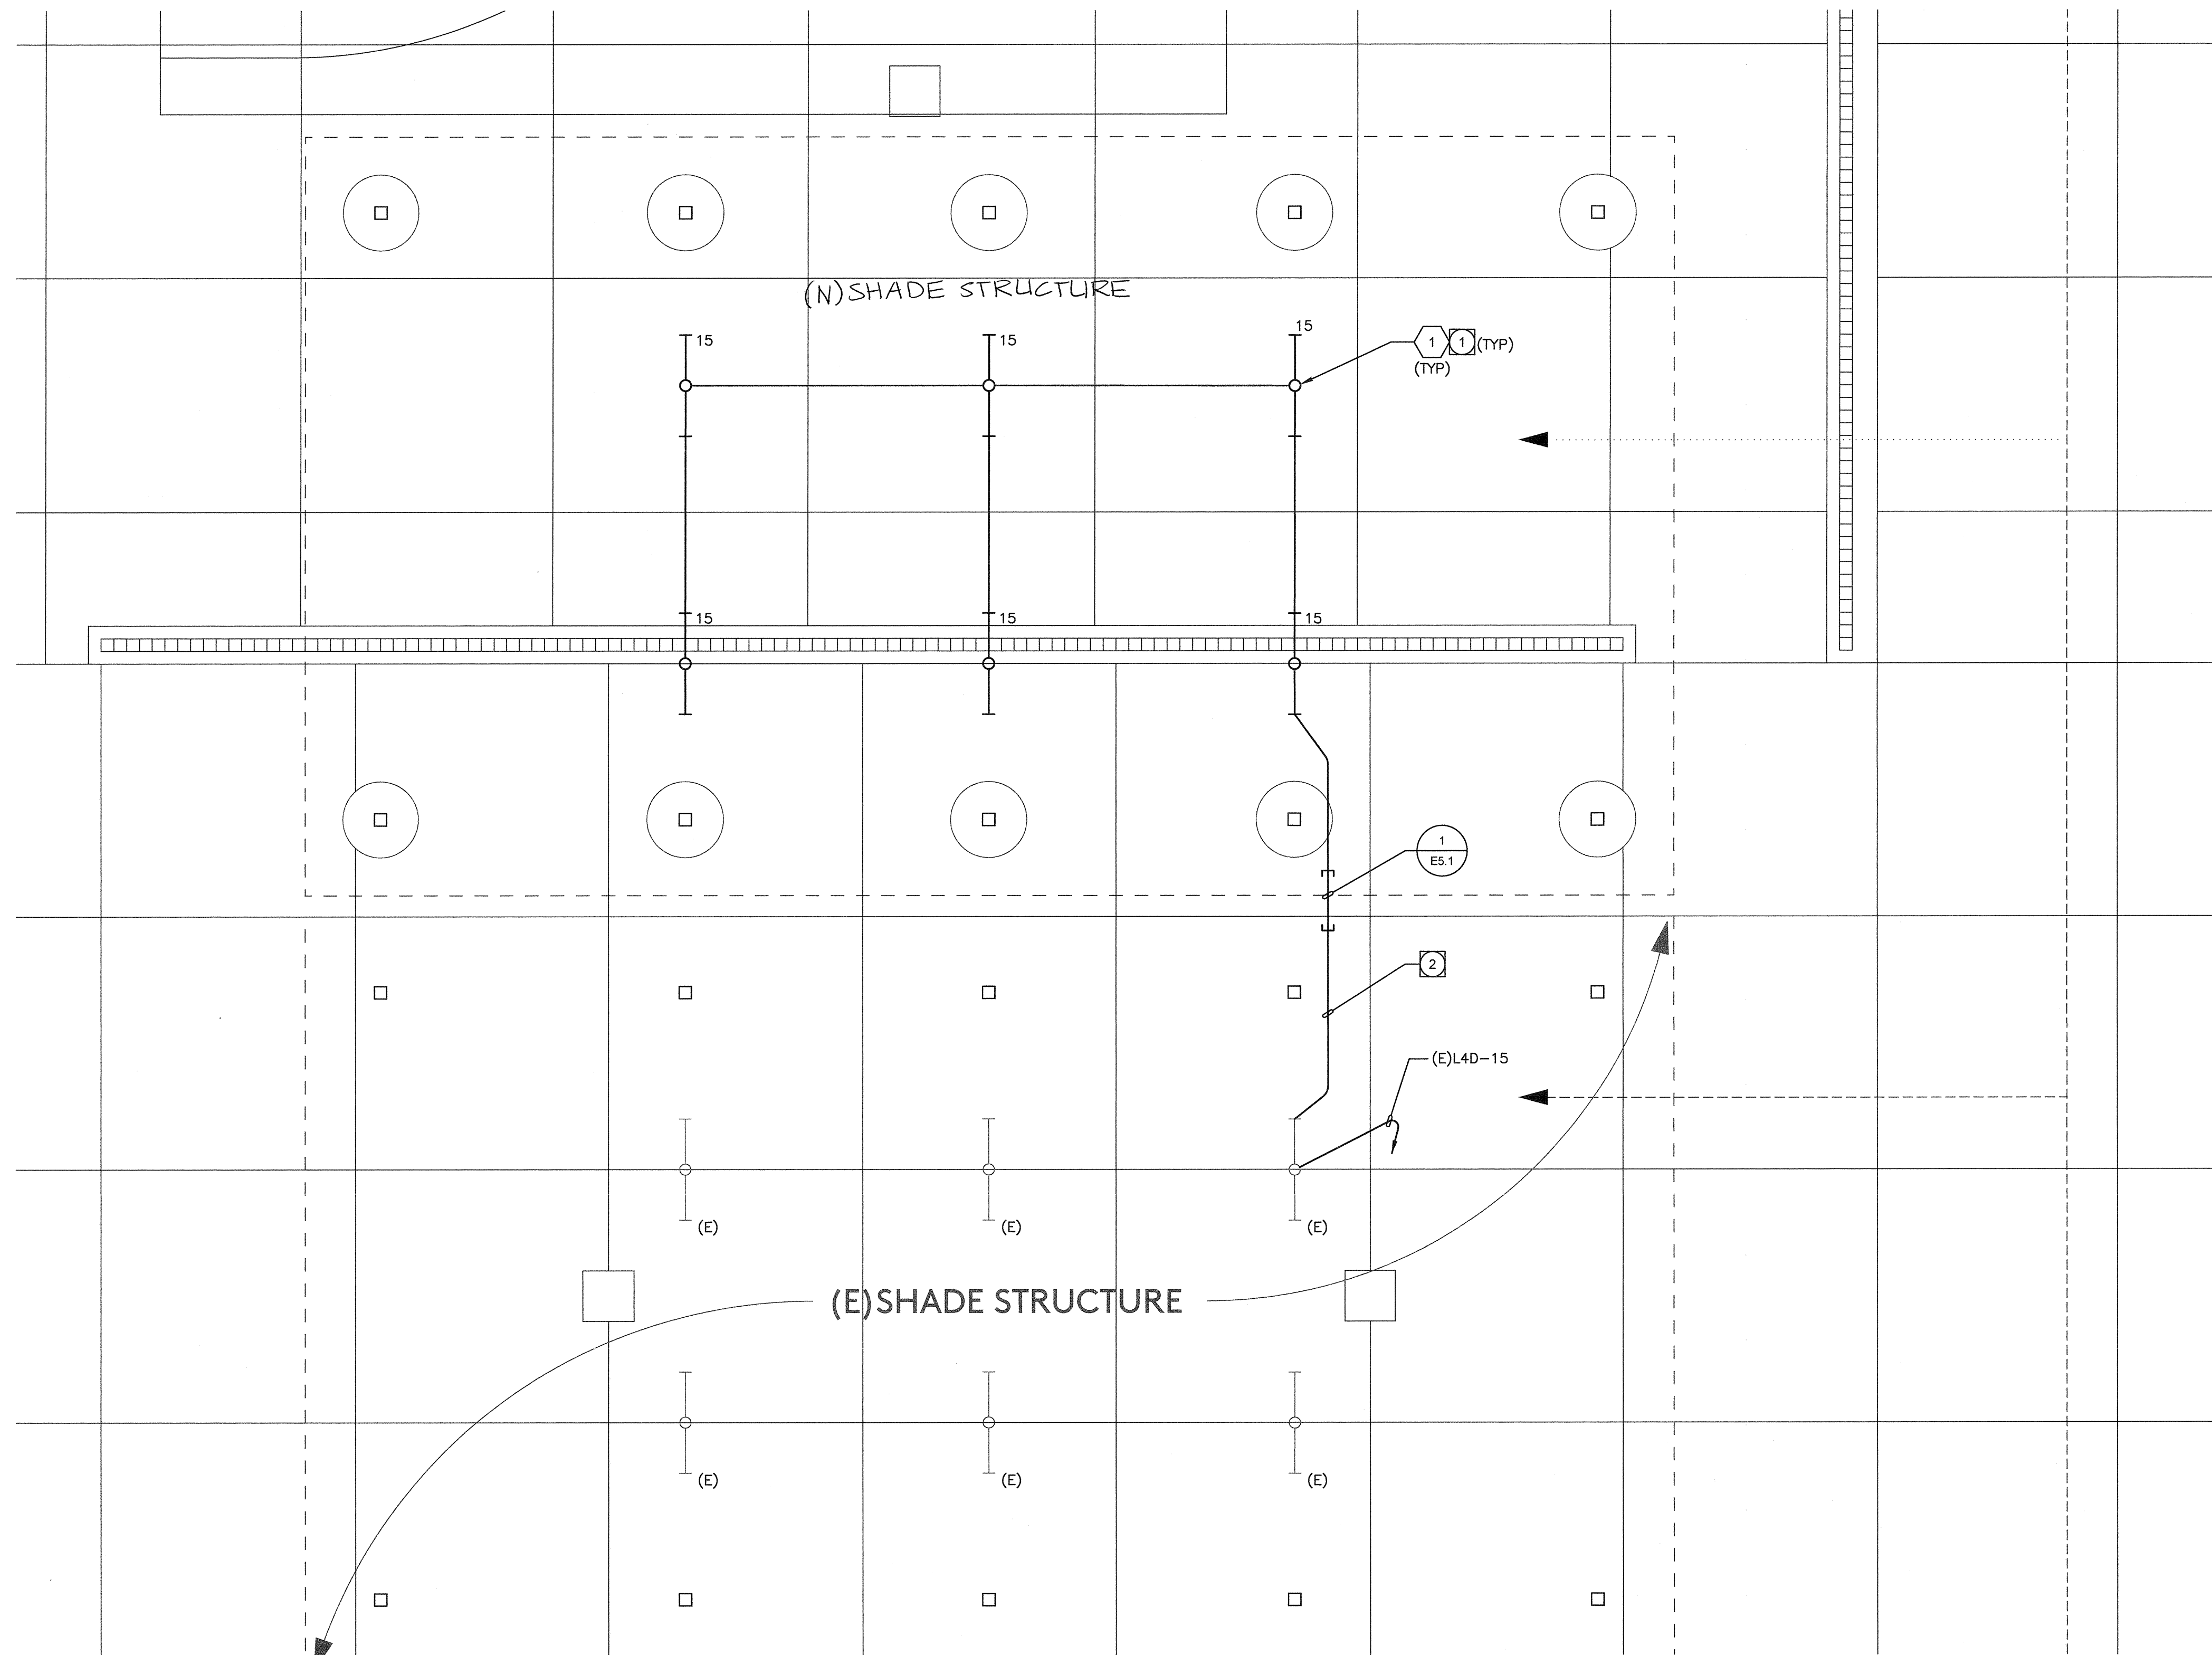 (N) SHADE STRUCTURE
15
15
15
1 1 (TYP)
(TYP)
15
15
15
1
E5.1
2
(E)L4D-15
(E)
(E)
(E)
(E)SHADE STRUCTURE
(E)
(E)
(E)